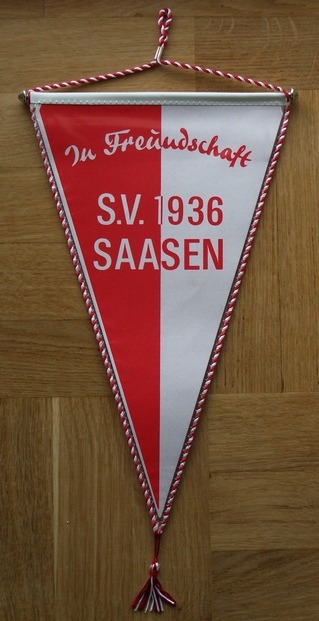 In Freundschaft
S.V. 1936
SAASEN